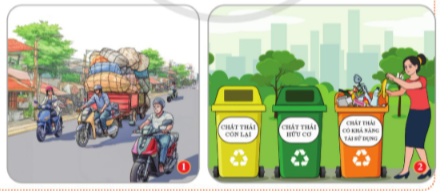 1
CHẤT THẢI
CÒN LẠI
CHẤT THẢI
HỮU CƠ
CHẤT THẢI
CÓ KHẢ NĂNG
TÁI SỬ DỤNG
2